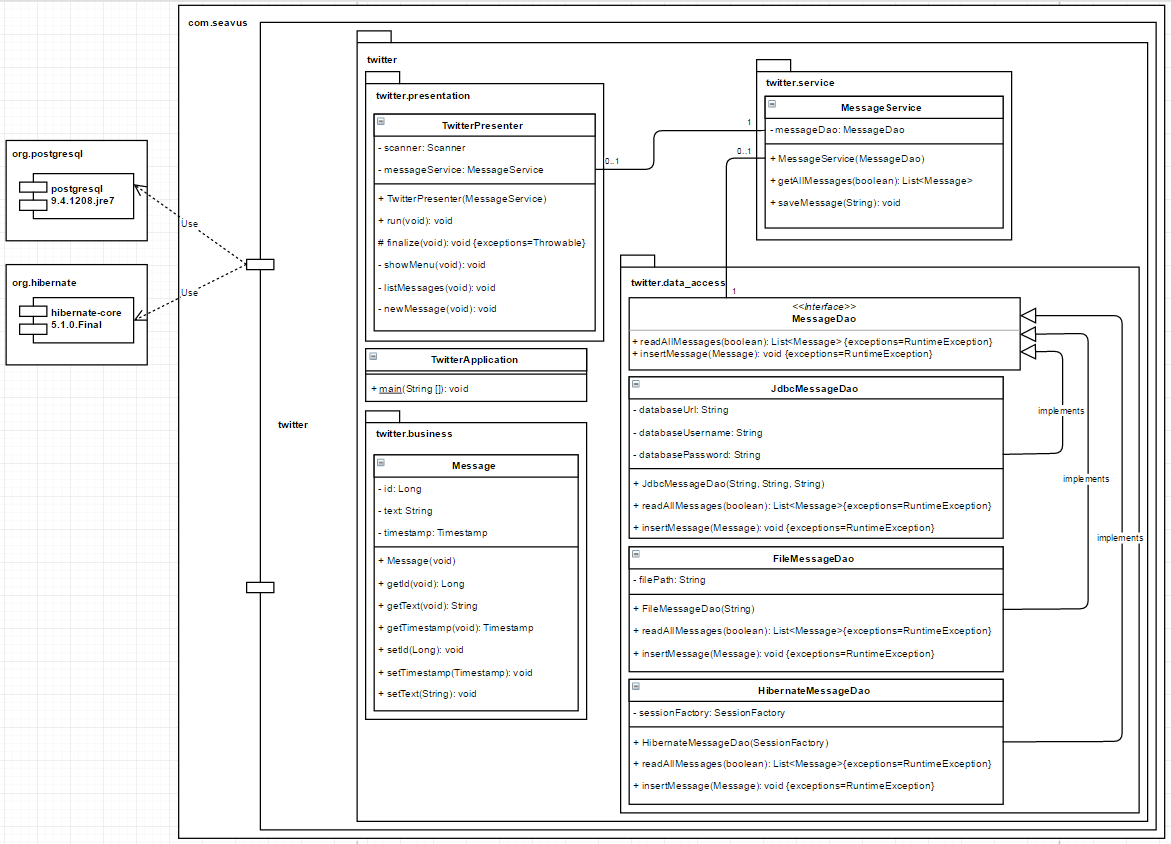 com.seavus
org.postgresql
postgresql
9.4.1208.jre7
org.hibernate
hibernate-core
5.1.0.Final
Use
Use
twitter
twitter
twitter.presentation
TwitterPresenter
- scanner: Scanner
- messageService: MessageService
+ TwitterPresenter(MessageService)
+ run(void): void
# finalize(void): void {exceptions=Throwable}
- showMenu(void): void
- listMessages(void): void
- newMessage(void): void
TwitterApplication
+ main(String []): void
twitter.business
Message
- id: Long
- text: String
- timestamp: Timestamp
+ Message(void)
+ getId(void): Long
+ getText(void): String
+ getTimestamp(void): Timestamp
+ setId(Long): void
+ setTimestamp(Timestamp): void
+ setText(String): void
0..1
1
0..1
1
twitter.service
MessageService
- messageDao: MessageDao
+ MessageService(MessageDao)
+ getAllMessages(boolean): List<Message>
+ saveMessage(String): void
twitter.data_access
<<Interface>>
MessageDao
+ readAllMessages(boolean): List<Message> {exceptions=RuntimeException}
+ insertMessage(Message): void {exceptions=RuntimeException}
JdbcMessageDao
- databaseUrl: String
- databaseUsername: String
- databasePassword: String
+ JdbcMessageDao(String, String, String)
+ readAllMessages(boolean): List<Message>{exceptions=RuntimeException}
+ insertMessage(Message): void {exceptions=RuntimeException}
FileMessageDao
- filePath: String
+ FileMessageDao(String)
+ readAllMessages(boolean): List<Message>{exceptions=RuntimeException}
+ insertMessage(Message): void {exceptions=RuntimeException}
HibernateMessageDao
- sessionFactory: SessionFactory
+ HibernateMessageDao(SessionFactory)
+ readAllMessages(boolean): List<Message>{exceptions=RuntimeException}
+ insertMessage(Message): void {exceptions=RuntimeException}
implements
implements
implements